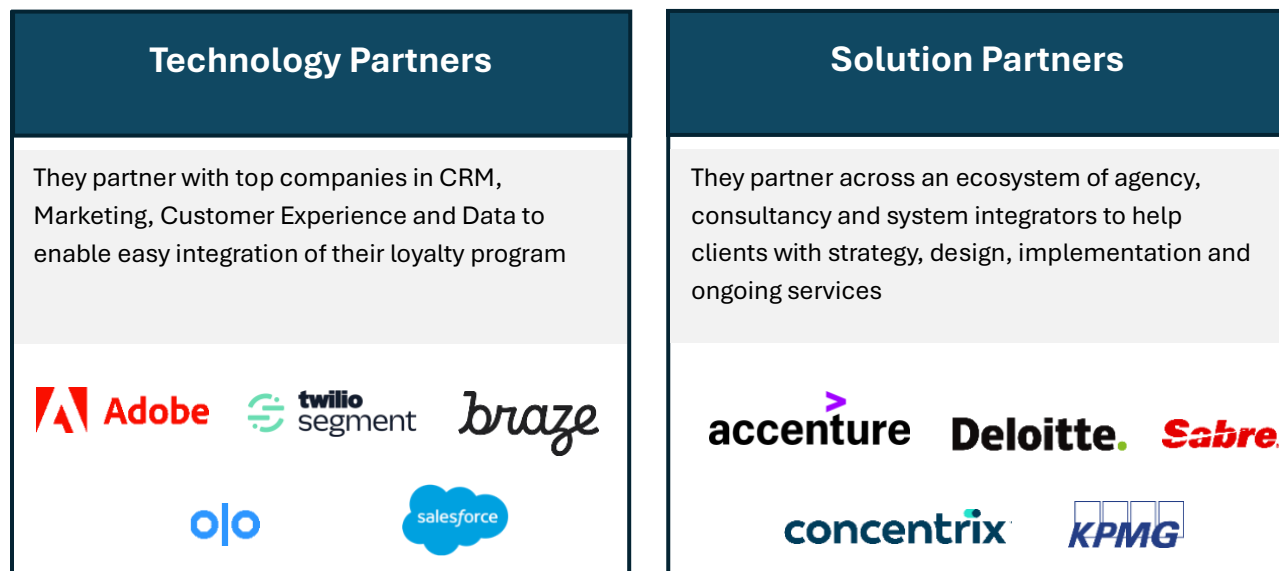 Technology Partners
They partner with top companies in CRM,
Marketing, Customer Experience and Data to
enable easy integration of their loyalty program
Adobe
twilio
segment
braze
olo
salesforce
Solution Partners
They partner across an ecosystem of agency,
consultancy and system integrators to help
clients with strategy, design, implementation and
ongoing services
accenture
Deloitte.
Sabre
concentrix
KPMG